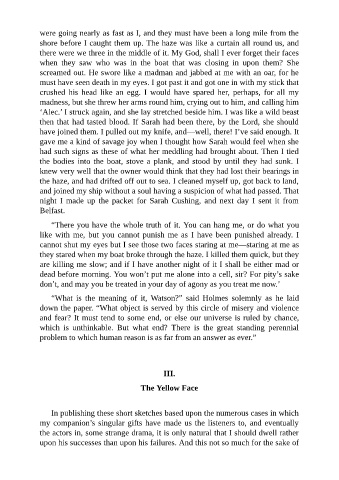 were going nearly as fast as I, and they must have been a long mile from the
shore before I caught them up. The haze was like a curtain all round us, and
there were we three in the middle of it. My God, shall I ever forget their faces
when they saw who was in the boat that was closing in upon them? She
screamed out. He swore like a madman and jabbed at me with an oar, for he
must have seen death in my eyes. I got past it and got one in with my stick that
crushed his head like an egg. I would have spared her, perhaps, for all my
madness, but she threw her arms round him, crying out to him, and calling him
‘Alec.’ I struck again, and she lay stretched beside him. I was like a wild beast
then that had tasted blood. If Sarah had been there, by the Lord, she should
have joined them. I pulled out my knife, and—well, there! I’ve said enough. It
gave me a kind of savage joy when I thought how Sarah would feel when she
had such signs as these of what her meddling had brought about. Then I tied
the bodies into the boat, stove a plank, and stood by until they had sunk. I
knew very well that the owner would think that they had lost their bearings in
the haze, and had drifted off out to sea. I cleaned myself up, got back to land,
and joined my ship without a soul having a suspicion of what had passed. That
night I made up the packet for Sarah Cushing, and next day I sent it from
Belfast.
“There you have the whole truth of it. You can hang me, or do what you
like with me, but you cannot punish me as I have been punished already. I
cannot shut my eyes but I see those two faces staring at me—staring at me as
they stared when my boat broke through the haze. I killed them quick, but they
are killing me slow; and if I have another night of it I shall be either mad or
dead before morning. You won’t put me alone into a cell, sir? For pity’s sake
don’t, and may you be treated in your day of agony as you treat me now.’
“What is the meaning of it, Watson?” said Holmes solemnly as he laid
down the paper. “What object is served by this circle of misery and violence
and fear? It must tend to some end, or else our universe is ruled by chance,
which is unthinkable. But what end? There is the great standing perennial
problem to which human reason is as far from an answer as ever.”
III.
The Yellow Face
In publishing these short sketches based upon the numerous cases in which
my companion’s singular gifts have made us the listeners to, and eventually
the actors in, some strange drama, it is only natural that I should dwell rather
upon his successes than upon his failures. And this not so much for the sake of